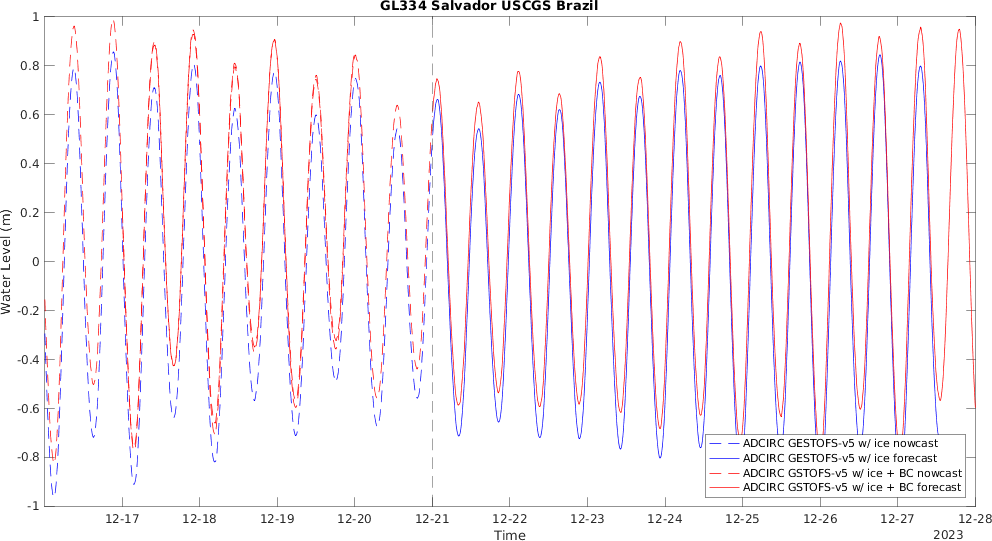 GL334 Salvador USCGS Brazil
1
0.8
0.6
0.4
0.2
0
-0.2
-0.4
-0.6
-0.8
-1
Water Level (m)
ADCIRC GESTOFS-v5 w/ ice nowcast
ADCIRC GESTOFS-v5 w/ ice forecast
ADCIRC GSTOFS-v5 w/ ice + BC nowcast
ADCIRC GSTOFS-v5 w/ ice + BC forecast
12-17 12-18 12-19 12-20 12-21 12-22 12-23 12-24 12-25 12-26 12-27 12-28
Time
2023